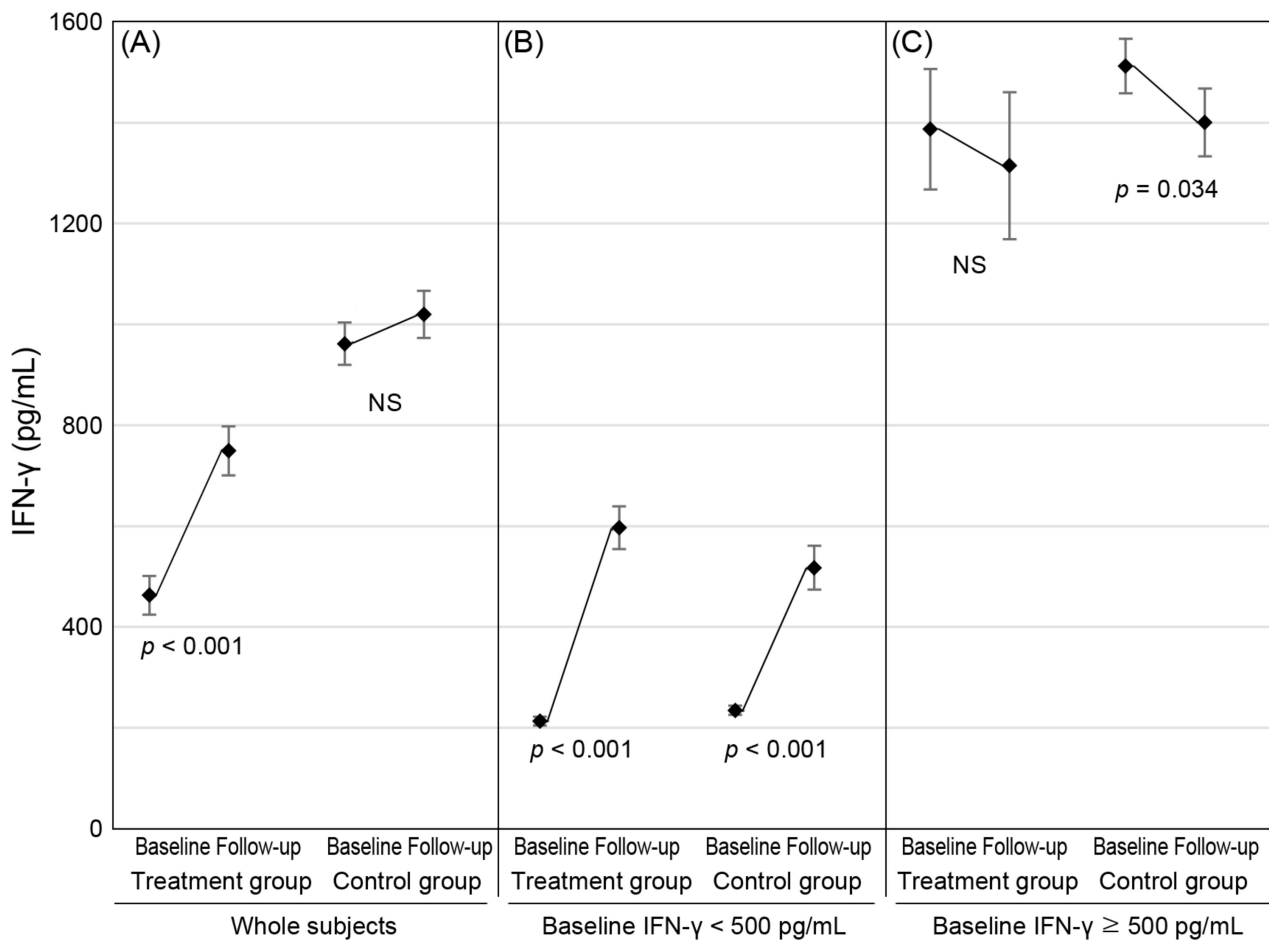 (A)
(B)
(C)
IFN-γ (pg/mL)
1600
1200
800
400
0
p < 0.001
NS
p < 0.001
p < 0.001
NS
p = 0.034
Baseline Follow-up Baseline Follow-up Baseline Follow-up Baseline Follow-up Baseline Follow-up Baseline Follow-up
Treatment group Control group Treatment group Control group Treatment group Control group
Whole subjects Baseline IFN-γ < 500 pg/mL Baseline IFN-γ ≥ 500 pg/mL